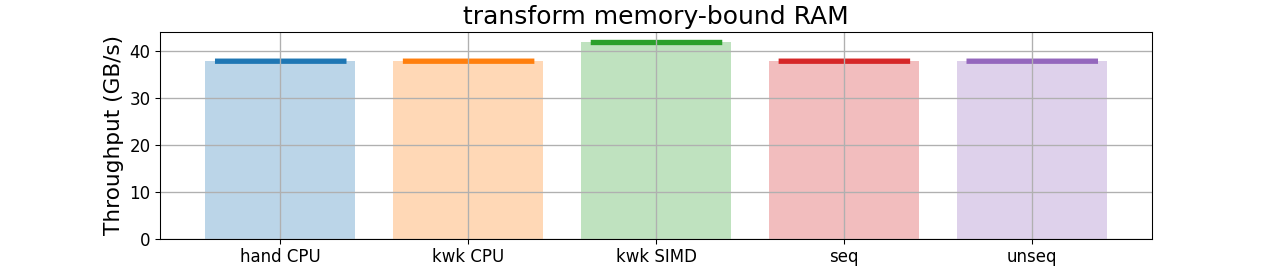 transform memory-bound RAM
Throughput (GB/s)
40
30
20
10
0
hand CPU
kwk CPU
kwk SIMD
seq
unseq